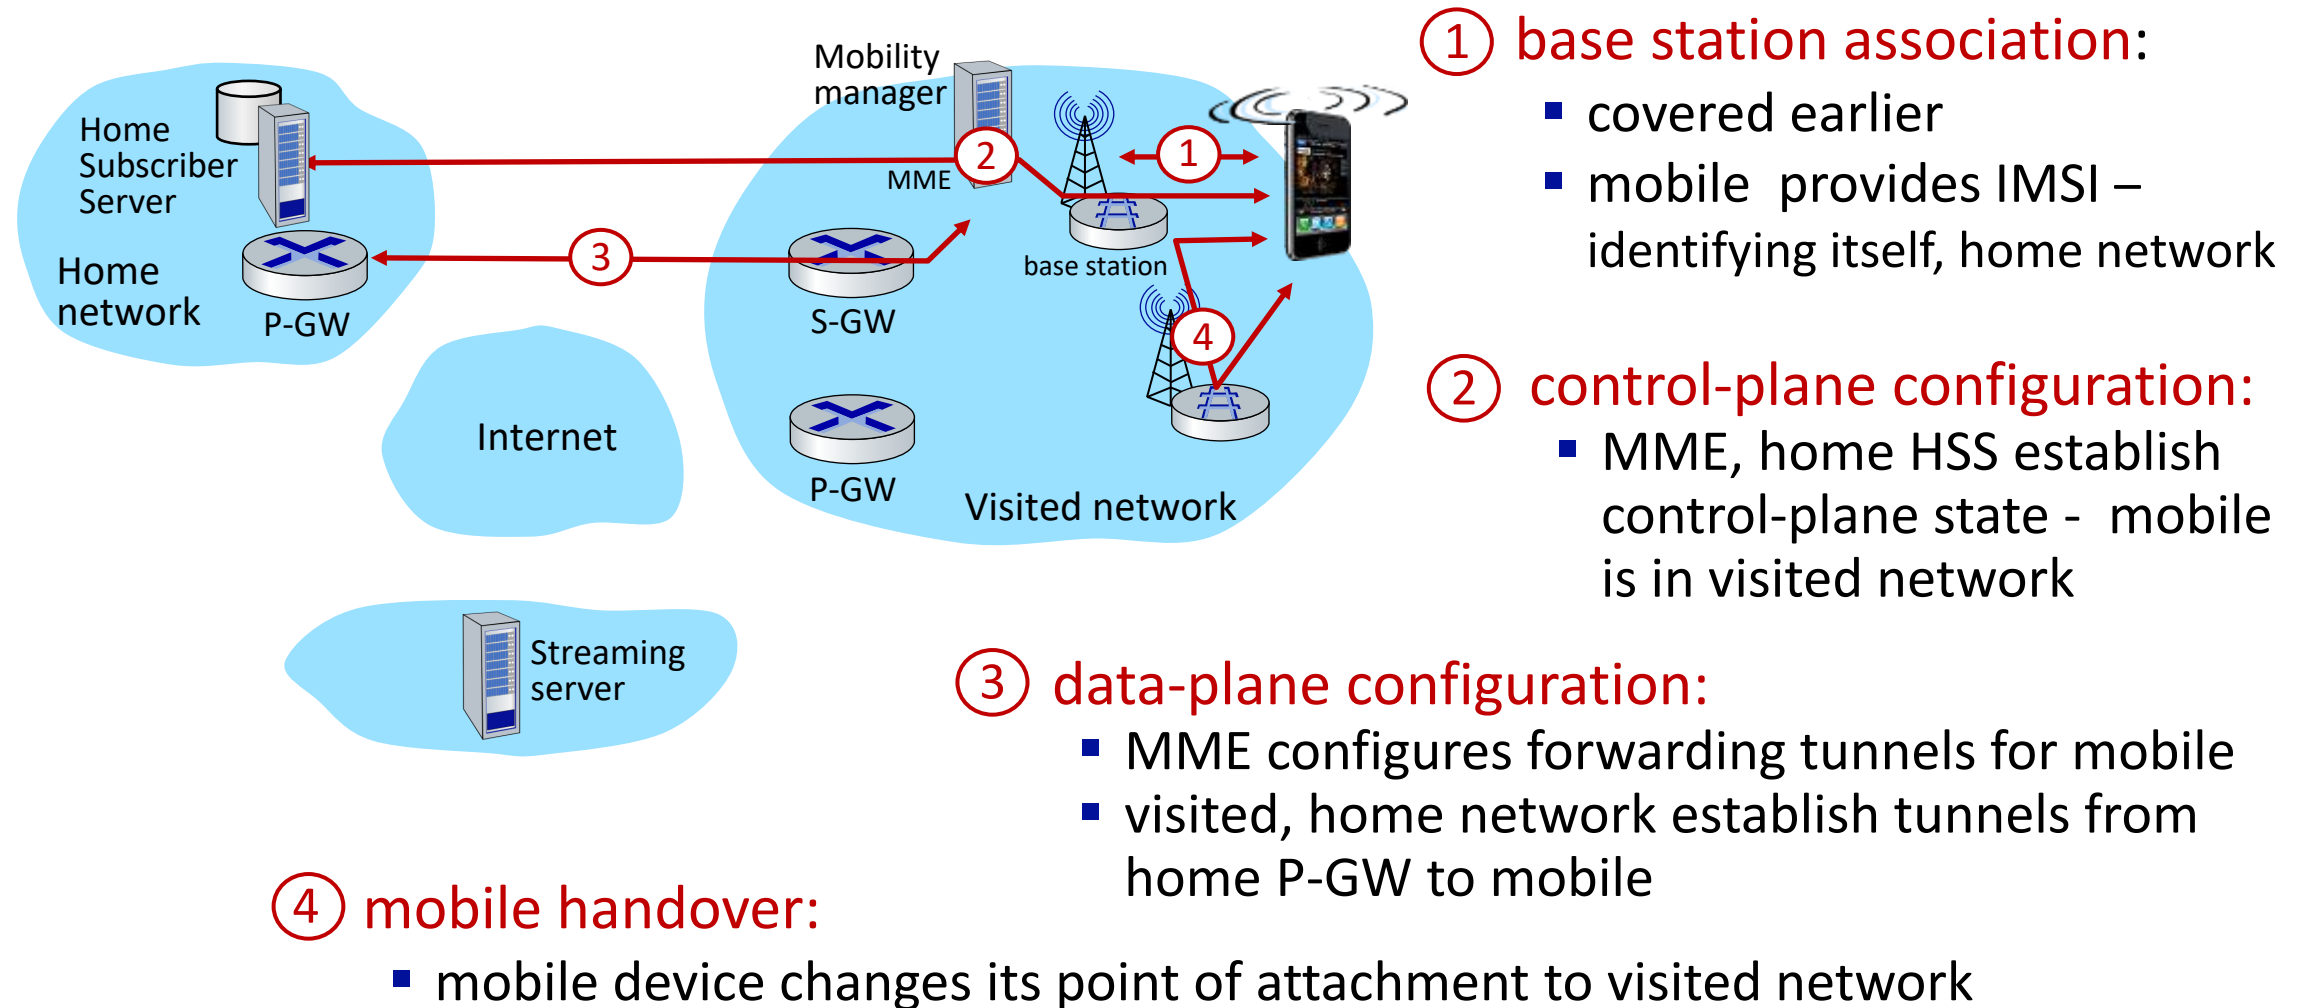 Home
Subscriber
Server
Home
network
P-GW
Mobility
manager
MME
2
1
base station
3
S-GW
4
P-GW
Visited network
Internet
Streaming
server
1 base station association:
▪ covered earlier
▪ mobile provides IMSI –
identifying itself, home network
2 control-plane configuration:
▪ MME, home HSS establish
control-plane state - mobile
is in visited network
3 data-plane configuration:
▪ MME configures forwarding tunnels for mobile
▪ visited, home network establish tunnels from
home P-GW to mobile
4 mobile handover:
▪ mobile device changes its point of attachment to visited network